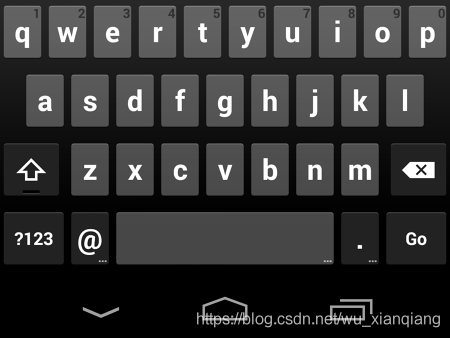 1 2 3 4 5 6 7 8 9 0
q w e r t y u i o p
a s d f g h j k l
z x c v b n m
?123 @ . Go
https://blog.csdn.net/wu_xianqiang